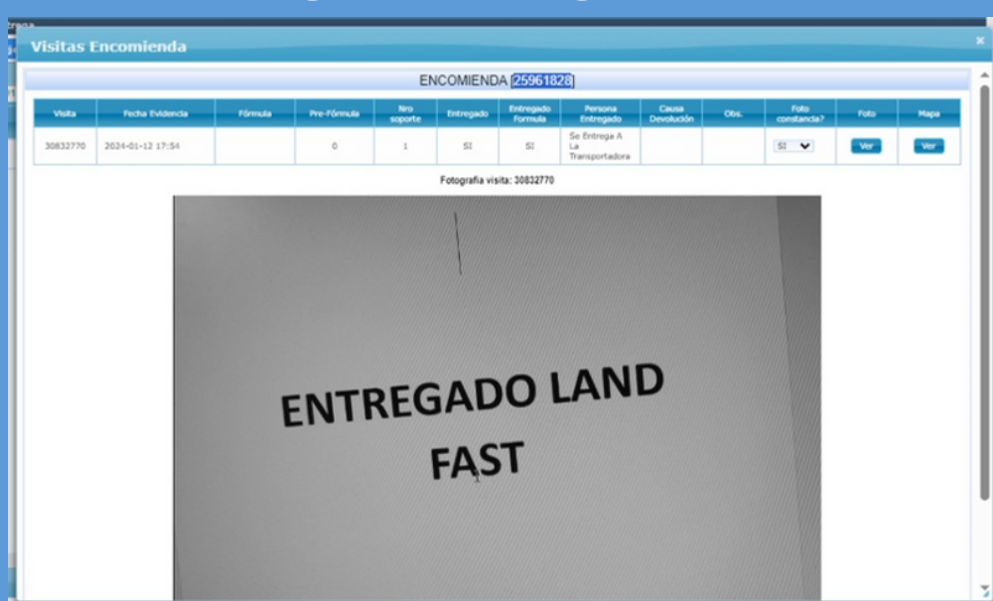 Visitas Encomienda
ENCOMIENDA [25961828]
Visita Fecha Evidencia Fórmula Pre-Fórmula Nro soporte Entregado Entregado Formula Persona Entregado Causa Devolución Obs. Foto constancia? Foto Mapa
30832770 2024-01-12 17:54 0 1 SI SI Se Entrega A La Transportadora SI Ver Ver
Fotografia visita: 30832770
ENTREGADO LAND
FAST